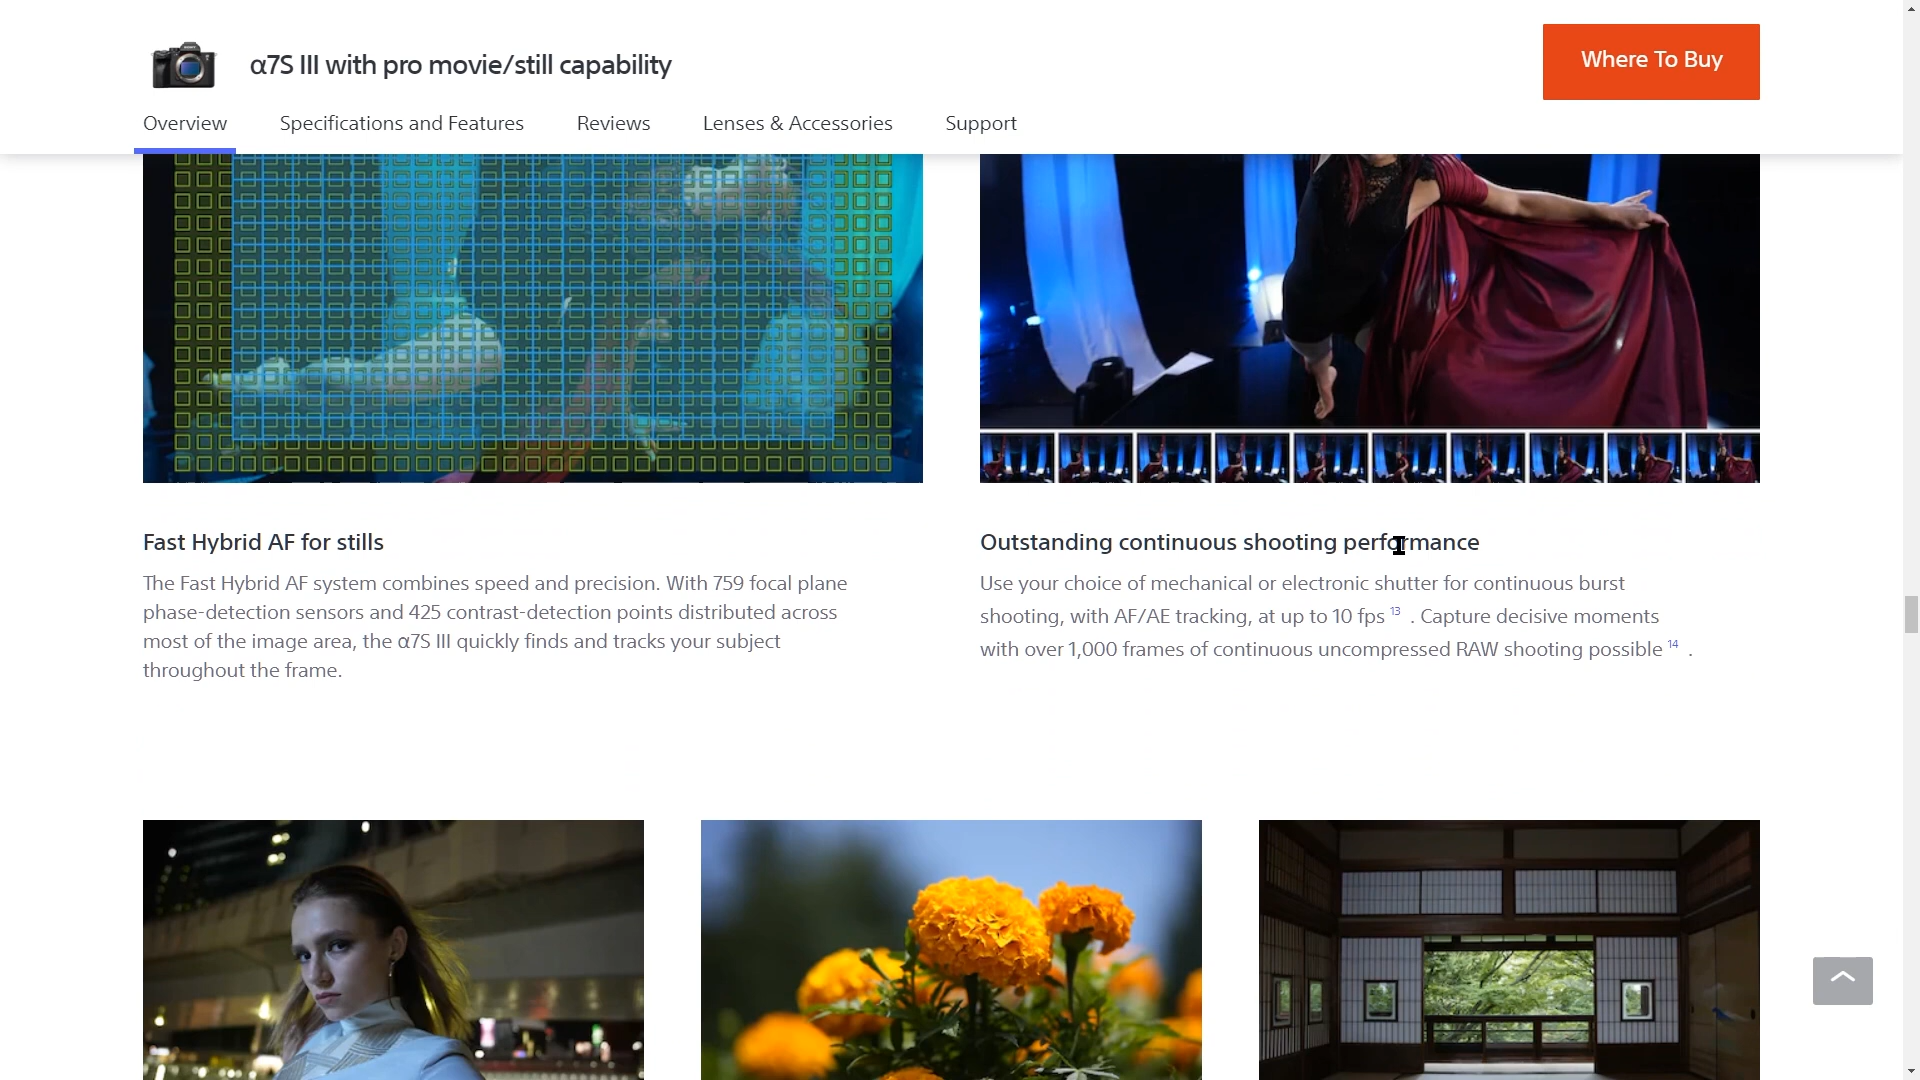 α7S III with pro movie/still capability
Where To Buy
Overview
Specifications and Features
Reviews
Lenses & Accessories
Support
Fast Hybrid AF for stills
The Fast Hybrid AF system combines speed and precision. With 759 focal plane
phase-detection sensors and 425 contrast-detection points distributed across
most of the image area, the α7S III quickly finds and tracks your subject
throughout the frame.
Outstanding continuous shooting performance
Use your choice of mechanical or electronic shutter for continuous burst
shooting, with AF/AE tracking, at up to 10 fps 13 . Capture decisive moments
with over 1,000 frames of continuous uncompressed RAW shooting possible 14 .